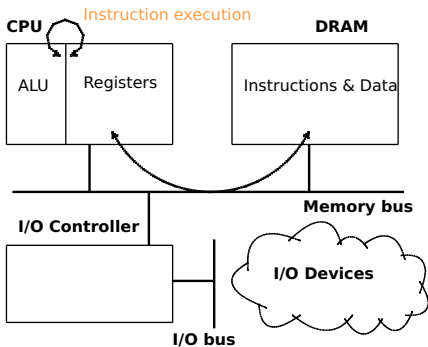 Instruction execution
CPU
DRAM
ALU
Registers
Instructions & Data
Memory bus
I/O Controller
I/O Devices
I/O bus